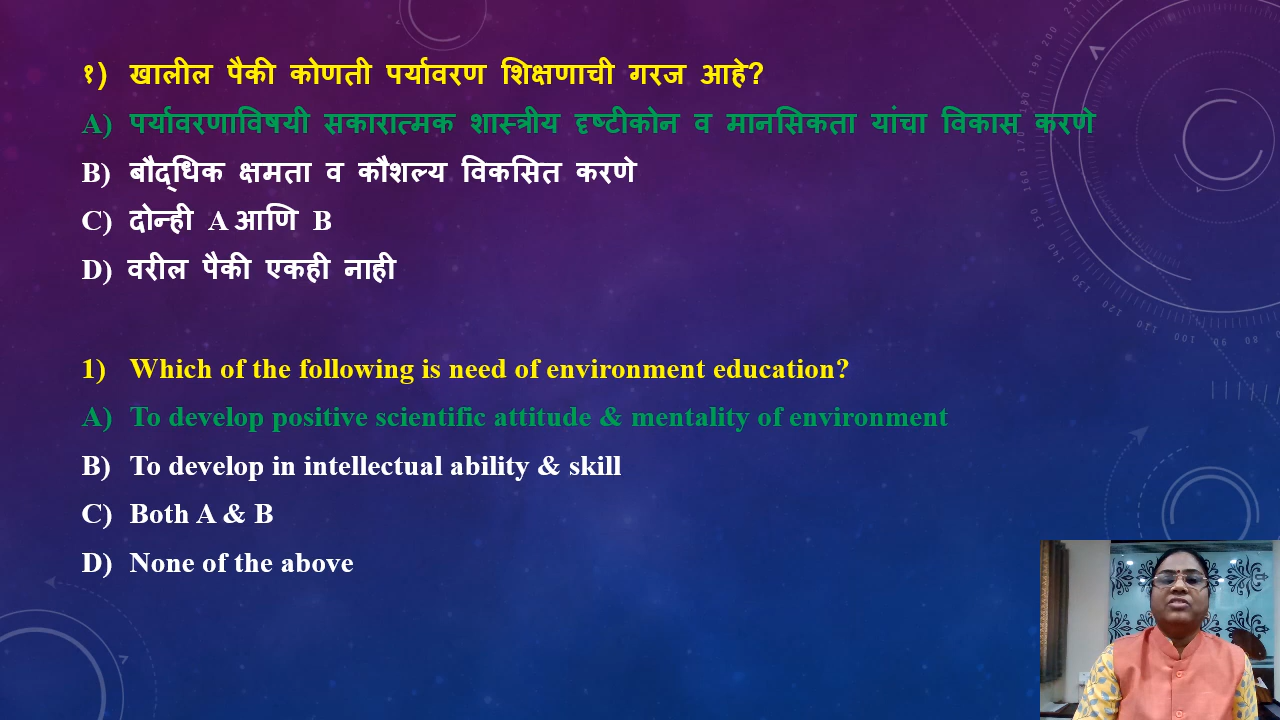 १) खालील पैकी कोणती पर्यावरण शिक्षणाची गरज आहे?
A) पर्यावरणाविषयी सकारात्मक शास्त्रीय दृष्टीकोन व मानसिकता यांचा विकास करणे
B) बौद्धिक क्षमता व कौशल्य विकसित करणे
C) दोन्ही A आणि B
D) वरील पैकी एकही नाही
1) Which of the following is need of environment education?
A) To develop positive scientific attitude & mentality of environment
B) To develop in intellectual ability & skill
C) Both A & B
D) None of the above